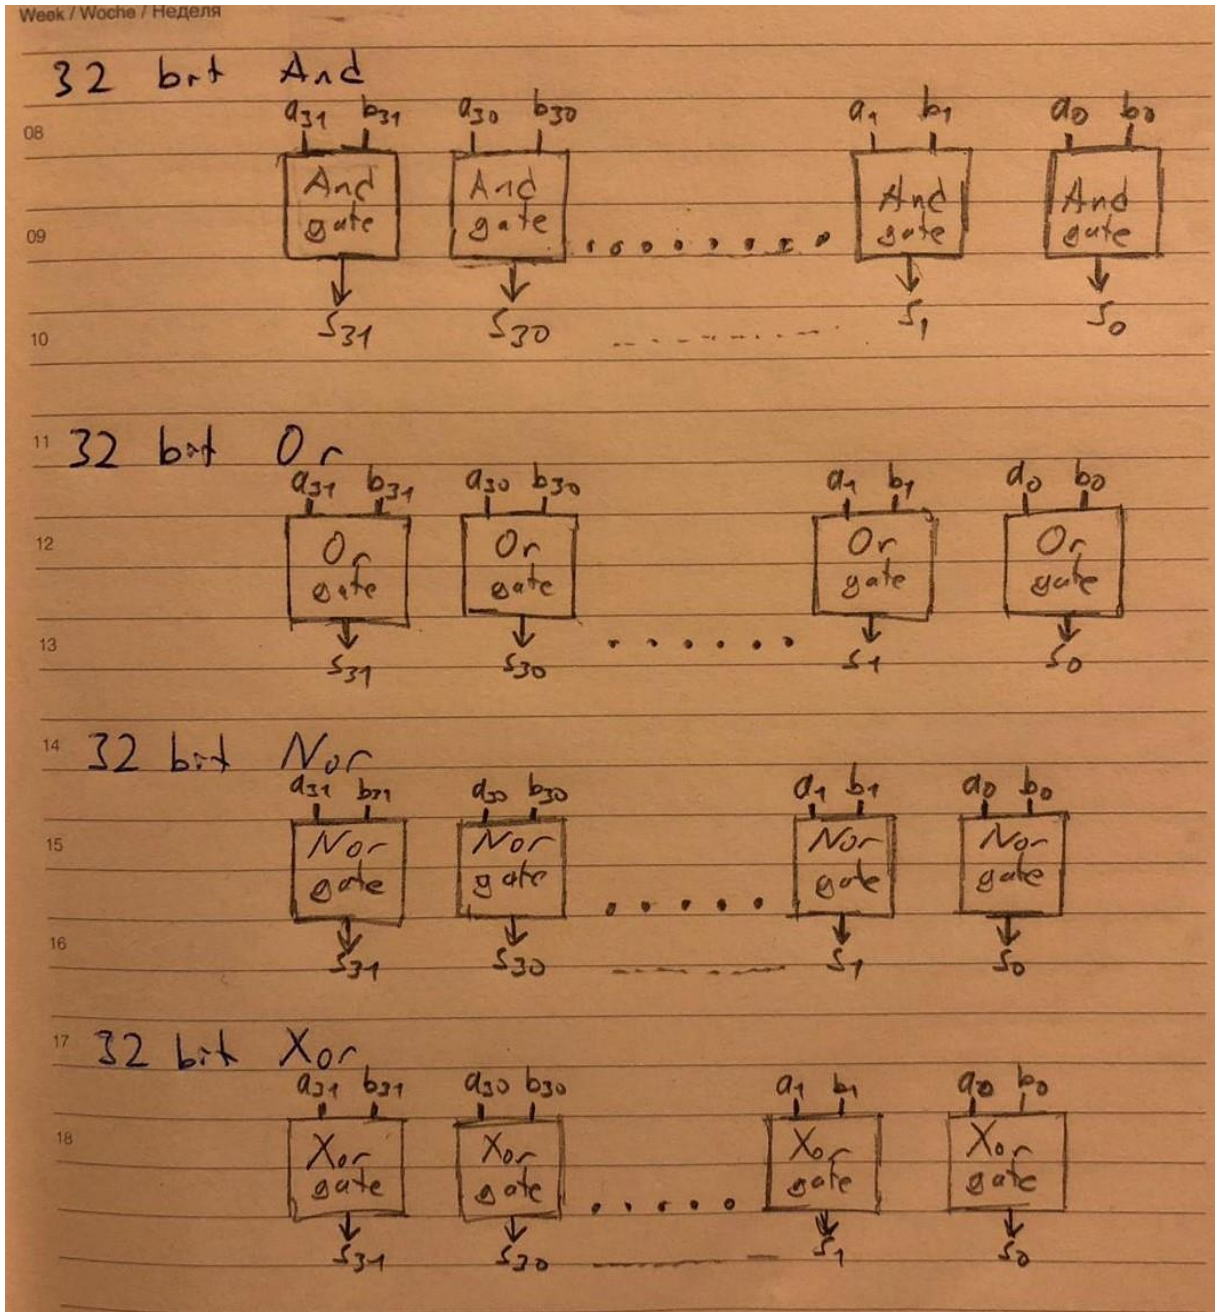 Week / Woche / Неделя
32 bit And
a31 b31 a30 b30 a1 b1 a0 b0
08
And And And And
gate gate gate gate
09
S31 S30 S1 S0
10
11 32 bit Or
a31 b31 a30 b30 a1 b1 a0 b0
12 Or Or Or Or
gate gate gate gate
13
S31 S30 S1 S0
14 32 bit Nor
a31 b31 a30 b30 a1 b1 a0 b0
15 Nor Nor Nor Nor
gate gate gate gate
16
S31 S30 S1 S0
17 32 bit Xor
a31 b31 a30 b30 a1 b1 a0 b0
18 Xor Xor Xor Xor
gate gate gate gate
S31 S30 S1 S0